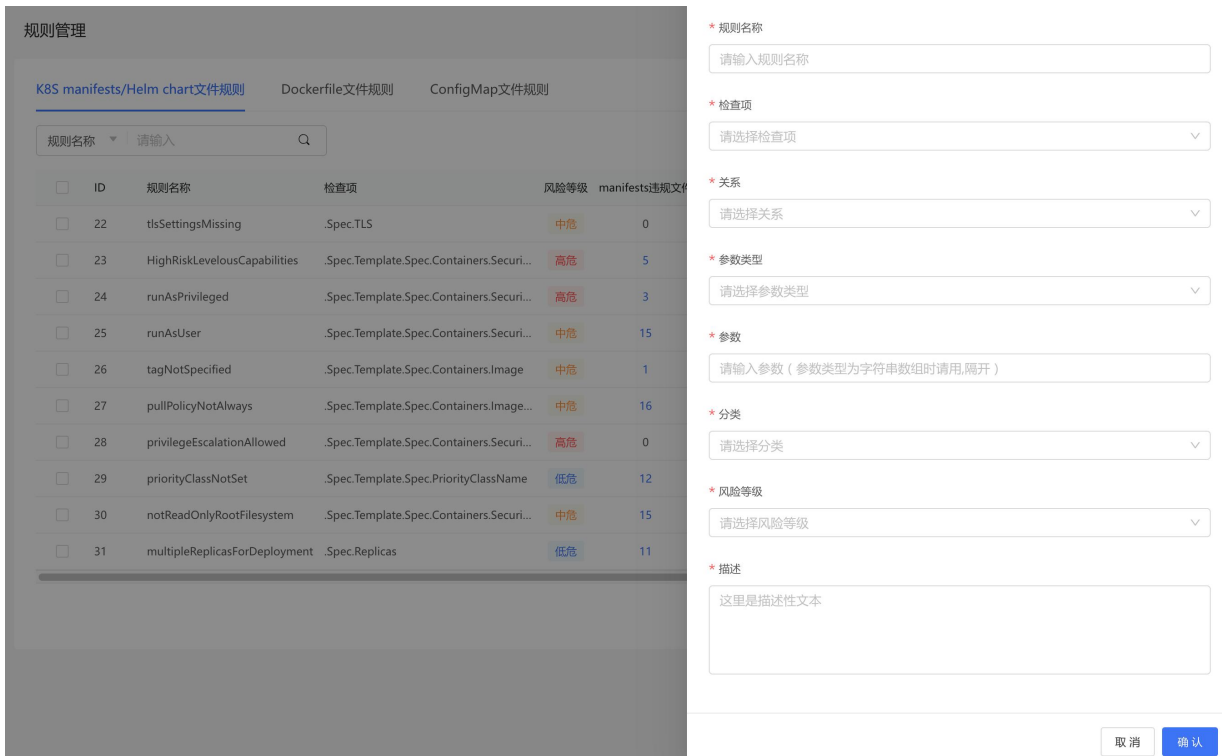 规则管理
K8S manifests/Helm chart文件规则 Dockerfile文件规则 ConfigMap文件规则
规则名称 请输入
ID 规则名称 检查项 风险等级 manifests违规文件
22 tlsSettingsMissing .Spec.TLS 中危 0
23 HighRiskLevelousCapabilities .Spec.Template.Spec.Containers.Securi... 高危 5
24 runAsPrivileged .Spec.Template.Spec.Containers.Securi... 高危 3
25 runAsUser .Spec.Template.Spec.Containers.Securi... 中危 15
26 tagNotSpecified .Spec.Template.Spec.Containers.Image 中危 1
27 pullPolicyNotAlways .Spec.Template.Spec.Containers.Image... 中危 16
28 privilegeEscalationAllowed .Spec.Template.Spec.Containers.Securi... 高危 0
29 priorityClassNotSet .Spec.Template.Spec.PriorityClassName 低危 12
30 notReadOnlyRootFilesystem .Spec.Template.Spec.Containers.Securi... 中危 15
31 multipleReplicasForDeployment .Spec.Replicas 低危 11
* 规则名称
请输入规则名称
* 检查项
请选择检查项
* 关系
请选择关系
* 参数类型
请选择参数类型
* 参数
请输入参数（参数类型为字符串数组时请用,隔开）
* 分类
请选择分类
* 风险等级
请选择风险等级
* 描述
这里是描述性文本
取消 确认